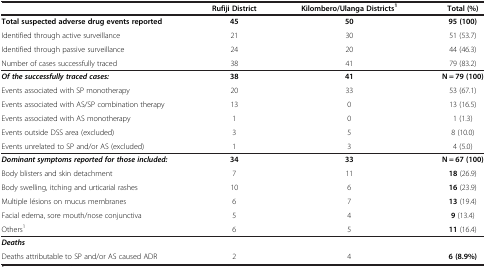 Rufiji District Kilombero/Ulanga Districts1 Total (%)
Total suspected adverse drug events reported 45 50 95 (100)
Identified through active surveillance 21 30 51 (53.7)
Identified through passive surveillance 24 20 44 (46.3)
Number of cases successfully traced 38 41 79 (83.2)
Of the successfully traced cases: 38 41 N = 79 (100)
Events associated with SP monotherapy 20 33 53 (67.1)
Events associated with AS/SP combination therapy 13 0 13 (16.5)
Events associated with AS monotherapy 1 0 1 (1.3)
Events outside DSS area (excluded) 3 5 8 (10.0)
Events unrelated to SP and/or AS (excluded) 1 3 4 (5.0)
Dominant symptoms reported for those included: 34 33 N = 67 (100)
Body blisters and skin detachment 7 11 18 (26.9)
Body swelling, itching and urticarial rashes 10 6 16 (23.9)
Multiple lésions on mucus membranes 6 7 13 (19.4)
Facial edema, sore mouth/nose conjunctiva 5 4 9 (13.4)
Others1 6 5 11 (16.4)
Deaths
Deaths attributable to SP and/or AS caused ADR 2 4 6 (8.9%)